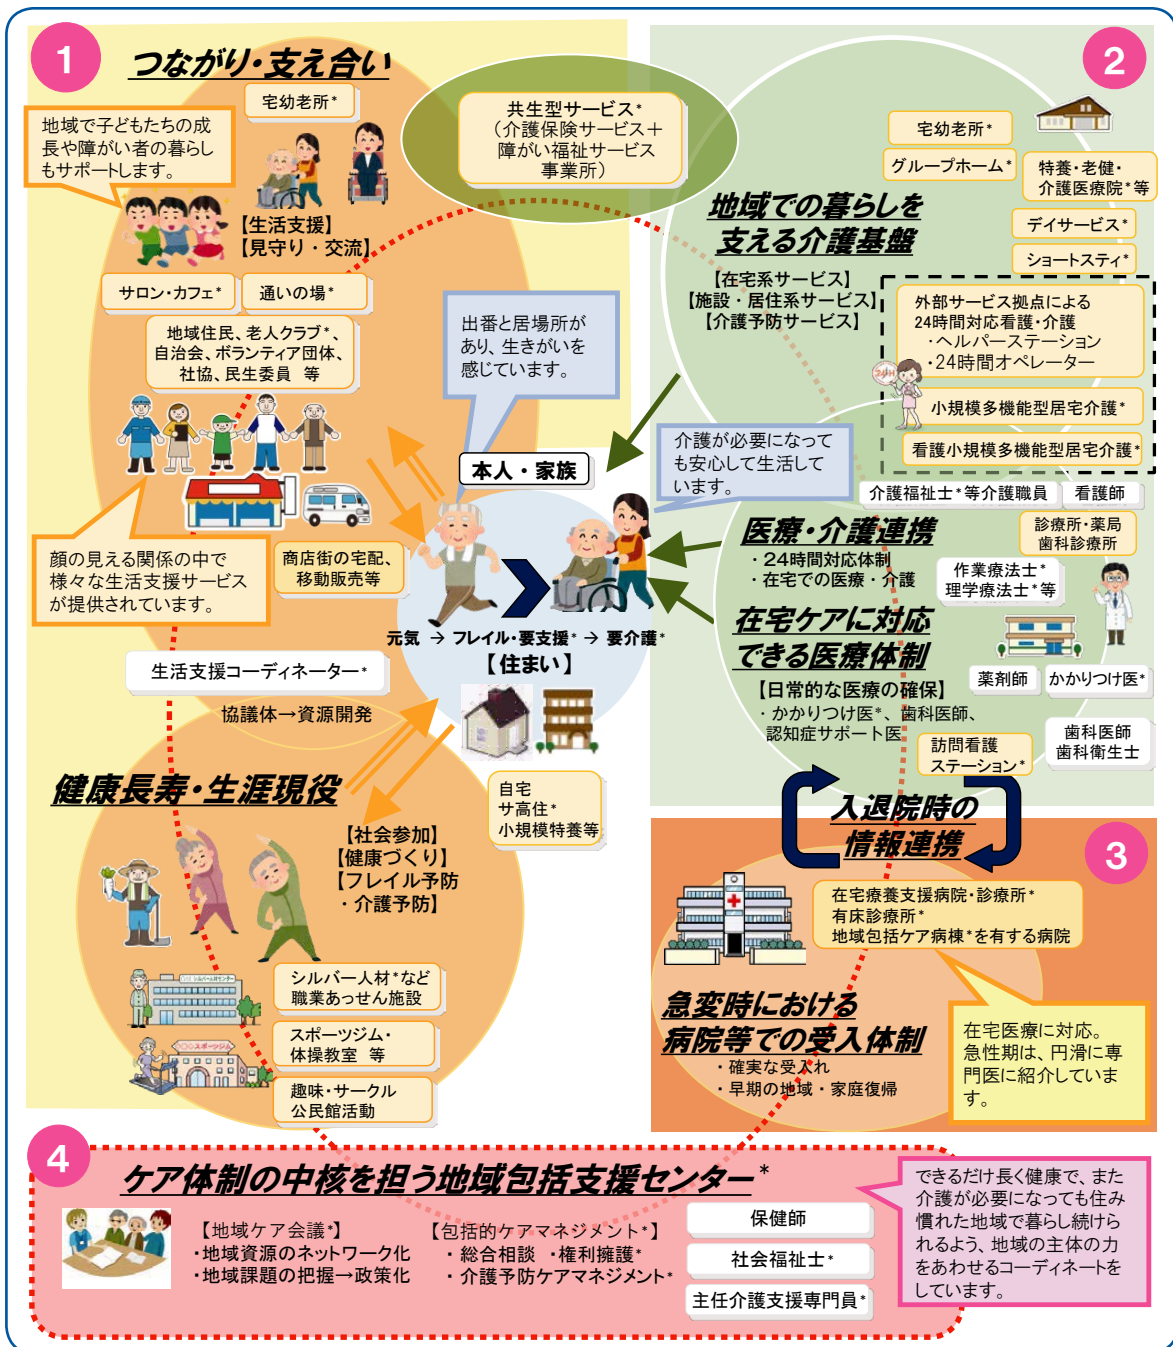 1
つながり・支え合い
宅幼老所*
地域で子どもたちの成
長や障がい者の暮らし
もサポートします。
【生活支援】
【見守り・交流】
サロン・カフェ*
通いの場*
地域住民、老人クラブ*、
自治会、ボランティア団体、
社協、民生委員 等
顔の見える関係の中で
様々な生活支援サービス
が提供されています。
商店街の宅配、
移動販売等
生活支援コーディネーター*
協議体→資源開発
共生型サービス*
（介護保険サービス＋
障がい福祉サービス
事業所）
出番と居場所が
あり、生きがいを
感じています。
本人・家族
介護が必要になって
も安心して生活して
います。
元気 → フレイル・要支援* → 要介護*
【住まい】
自宅
サ高住*
小規模特養等
健康長寿・生涯現役
【社会参加】
【健康づくり】
【フレイル予防
・介護予防】
シルバー人材センター
シルバー人材*など
職業あっせん施設
〇〇〇スポーツジム
スポーツジム・
体操教室 等
趣味・サークル
公民館活動
2
宅幼老所*
グループホーム*
特養・老健・
介護医療院*等
地域での暮らしを
支える介護基盤
デイサービス*
ショートスティ*
【在宅系サービス】
【施設・居住系サービス】
【介護予防サービス】
外部サービス拠点による
24時間対応看護・介護
・ヘルパーステーション
・24時間オペレーター
24H
小規模多機能型居宅介護*
看護小規模多機能型居宅介護*
介護福祉士*等介護職員
看護師
医療・介護連携
・24時間対応体制
・在宅での医療・介護
診療所・薬局
歯科診療所
作業療法士*
理学療法士*等
在宅ケアに対応
できる医療体制
【日常的な医療の確保】
・かかりつけ医*、歯科医師、
認知症サポート医
薬剤師
かかりつけ医*
歯科医師
歯科衛生士
訪問看護
ステーション*
入退院時の
情報連携
3
在宅療養支援病院・診療所*
有床診療所*
地域包括ケア病棟*を有する病院
急変時における
病院等での受入体制
・確実な受入れ
・早期の地域・家庭復帰
在宅医療に対応。
急性期は、円滑に専
門医に紹介していま
す。
4
ケア体制の中核を担う地域包括支援センター*
【地域ケア会議*】
・地域資源のネットワーク化
・地域課題の把握→政策化
【包括的ケアマネジメント*】
・総合相談 ・権利擁護*
・介護予防ケアマネジメント*
保健師
社会福祉士*
主任介護支援専門員*
できるだけ長く健康で、また
介護が必要になっても住み
慣れた地域で暮らし続けら
れるよう、地域の主体の力
をあわせるコーディネートを
しています。